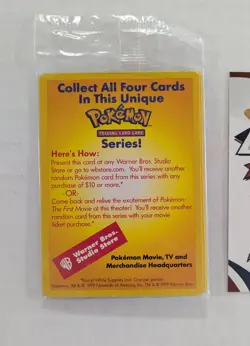 Collect All Four Cards
In This Unique
Pokémon
TRADING CARD GAME
Series!
Here's How:
Present this card at any Warner Bros. Studio
Store or go to wbstore.com. You'll receive another
random Pokémon card from this series with any
purchase of $10 or more.*
-OR-
Come back and relive the excitement of Pokémon-
The First Movie at this theater! You'll receive another
random card from this series with your movie
ticket purchase.*
Warner Bros.
Studio Store
Pokémon Movie, TV and
Merchandise Headquarters